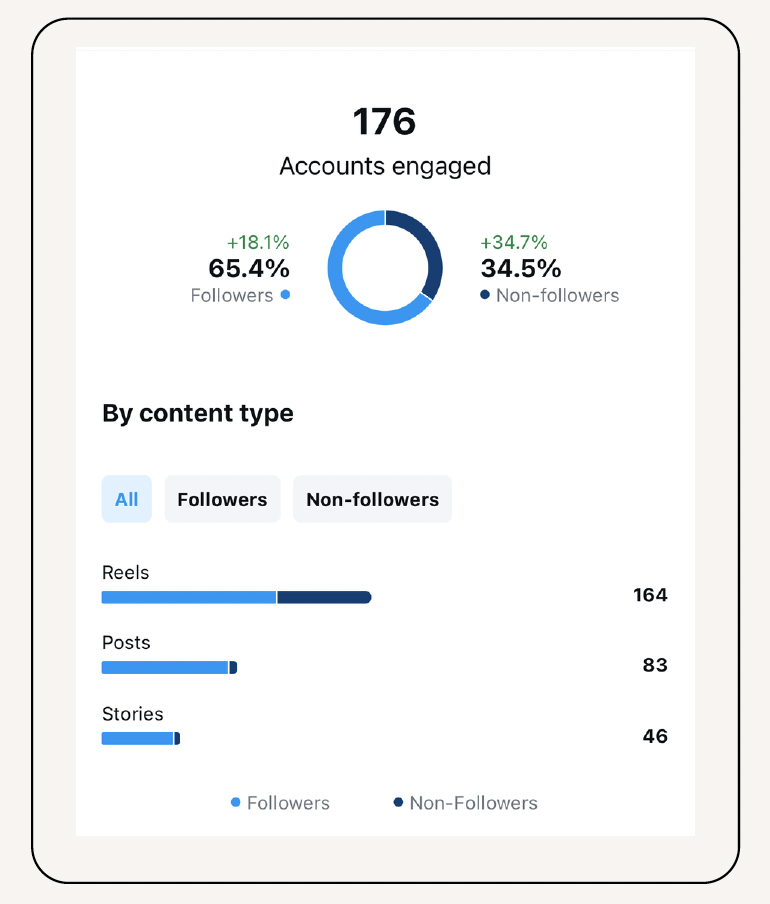 176
Accounts engaged
+18.1%
65.4%
Followers
+34.7%
34.5%
Non-followers
By content type
All
Followers
Non-followers
Reels
164
Posts
83
Stories
46
Followers
Non-Followers